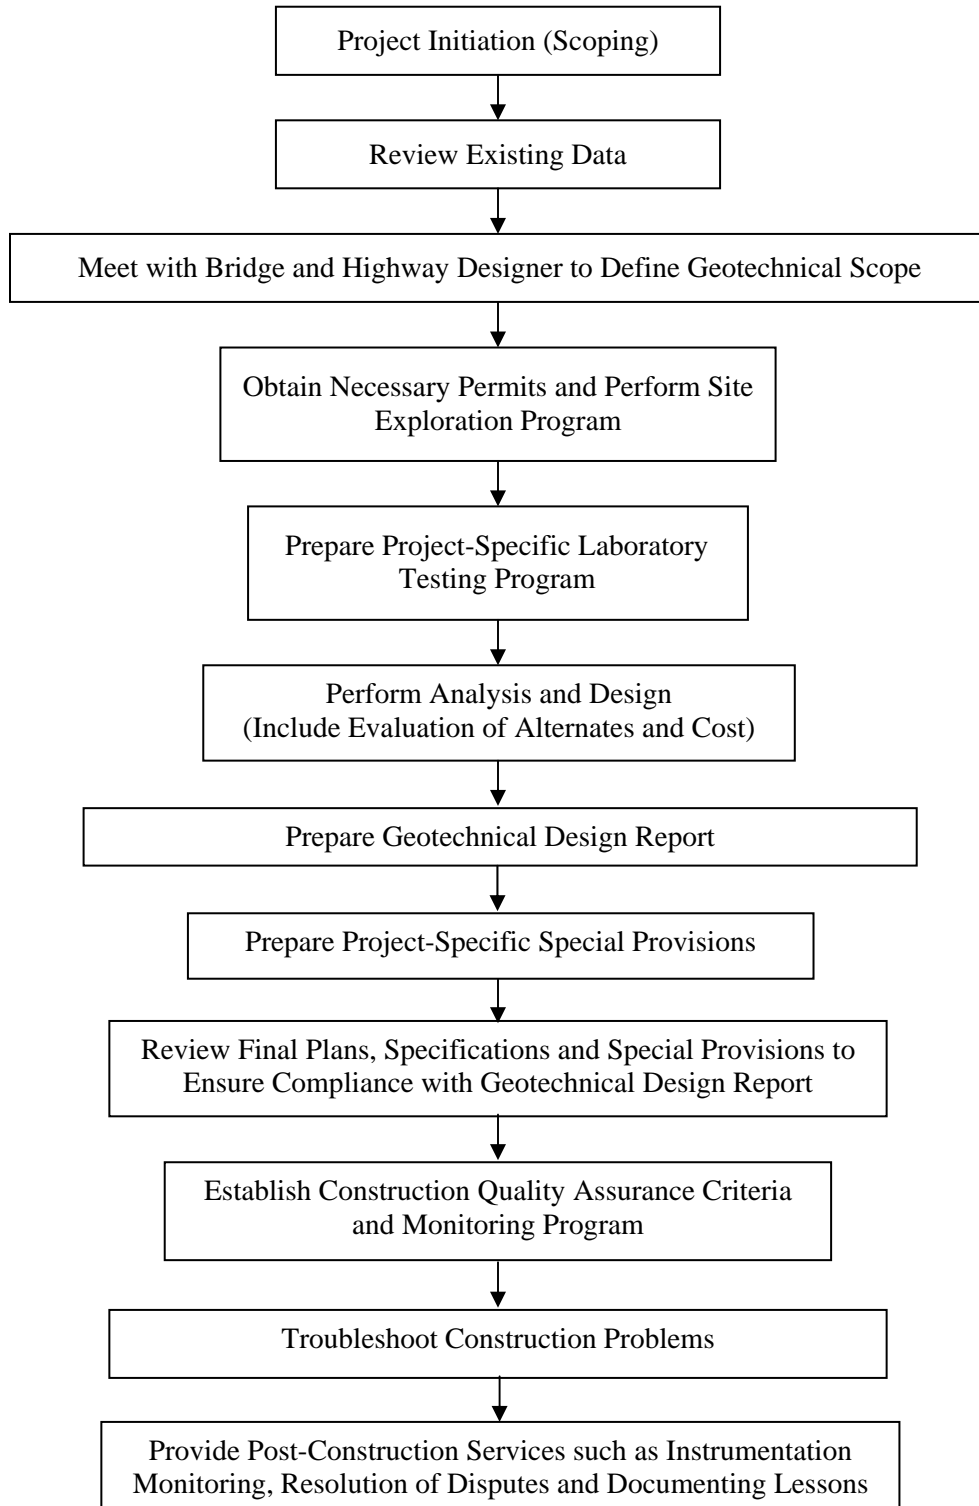 Project Initiation (Scoping)
Review Existing Data
Meet with Bridge and Highway Designer to Define Geotechnical Scope
Obtain Necessary Permits and Perform Site
Exploration Program
Prepare Project-Specific Laboratory
Testing Program
Perform Analysis and Design
(Include Evaluation of Alternates and Cost)
Prepare Geotechnical Design Report
Prepare Project-Specific Special Provisions
Review Final Plans, Specifications and Special Provisions to
Ensure Compliance with Geotechnical Design Report
Establish Construction Quality Assurance Criteria
and Monitoring Program
Troubleshoot Construction Problems
Provide Post-Construction Services such as Instrumentation
Monitoring, Resolution of Disputes and Documenting Lessons